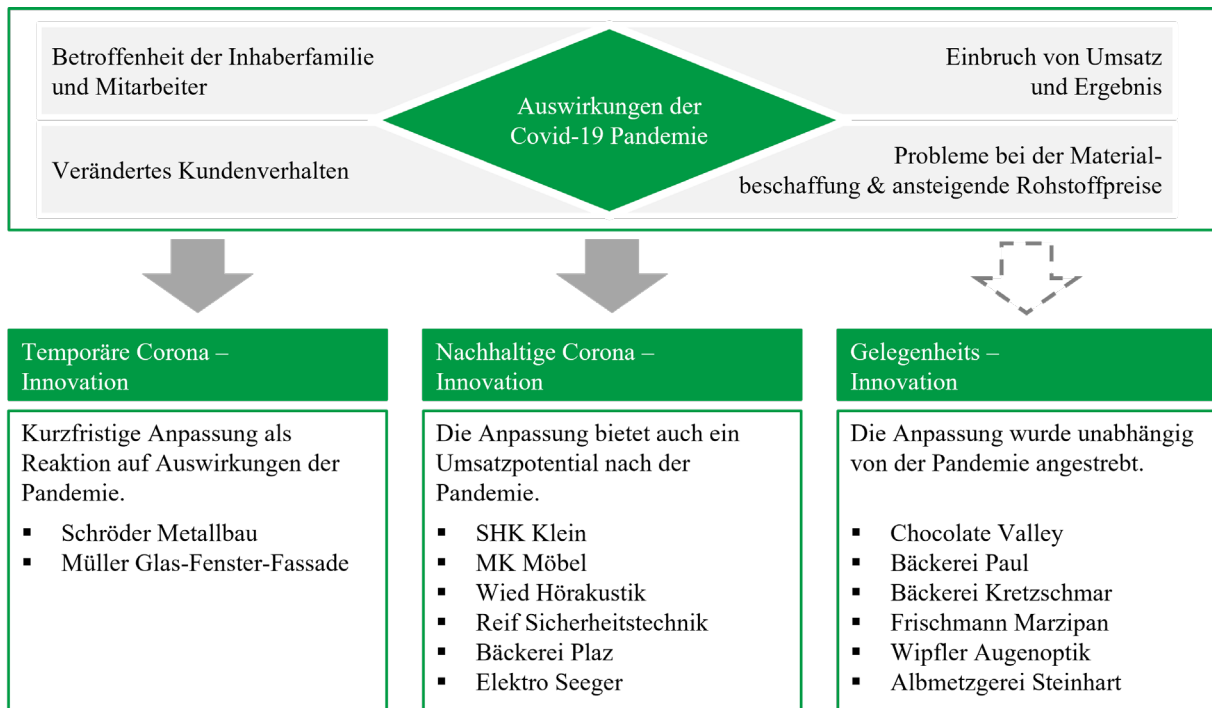 Betroffenheit der Inhaberfamilie
und Mitarbeiter
Einbruch von Umsatz
und Ergebnis
Auswirkungen der
Covid-19 Pandemie
Verändertes Kundenverhalten
Probleme bei der Material-
beschaffung & ansteigende Rohstoffpreise
Temporäre Corona –
Innovation
Kurzfristige Anpassung als
Reaktion auf Auswirkungen der
Pandemie.
▪ Schröder Metallbau
▪ Müller Glas-Fenster-Fassade
Nachhaltige Corona –
Innovation
Die Anpassung bietet auch ein
Umsatzpotential nach der
Pandemie.
▪ SHK Klein
▪ MK Möbel
▪ Wied Hörakustik
▪ Reif Sicherheitstechnik
▪ Bäckerei Plaz
▪ Elektro Seeger
Gelegenheits –
Innovation
Die Anpassung wurde unabhängig
von der Pandemie angestrebt.
▪ Chocolate Valley
▪ Bäckerei Paul
▪ Bäckerei Kretzschmar
▪ Frischmann Marzipan
▪ Wipfler Augenoptik
▪ Albmetzgerei Steinhart